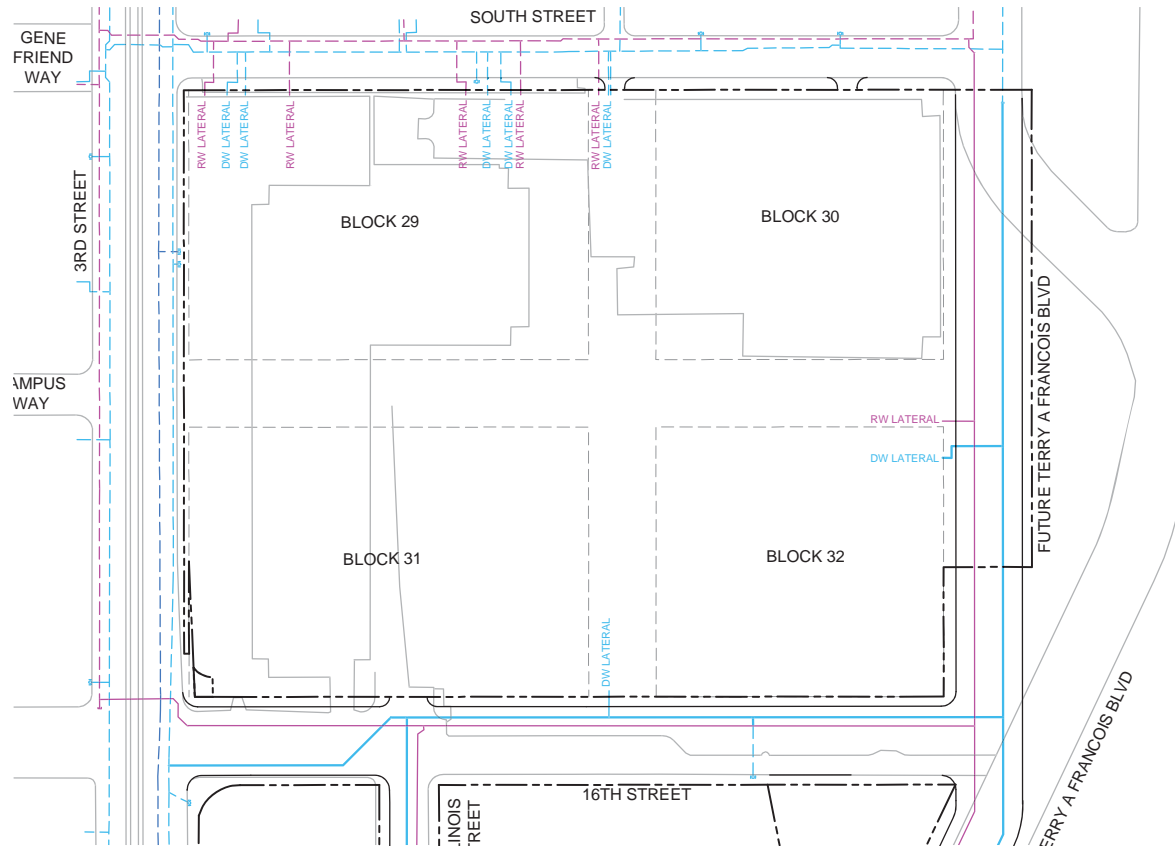 SOUTH STREET
GENE
FRIEND
WAY
RW LATERAL
DW LATERAL
DW LATERAL
RW LATERAL
RW LATERAL
DW LATERAL
DW LATERAL
RW LATERAL
RW LATERAL
DW LATERAL
3RD STREET
BLOCK 29
BLOCK 30
FUTURE TERRY A FRANCOIS BLVD
AMPUS
WAY
RW LATERAL
DW LATERAL
BLOCK 31
BLOCK 32
DW LATERAL
16TH STREET
LINOIS
TREET
ERRY A FRANCOIS BLVD